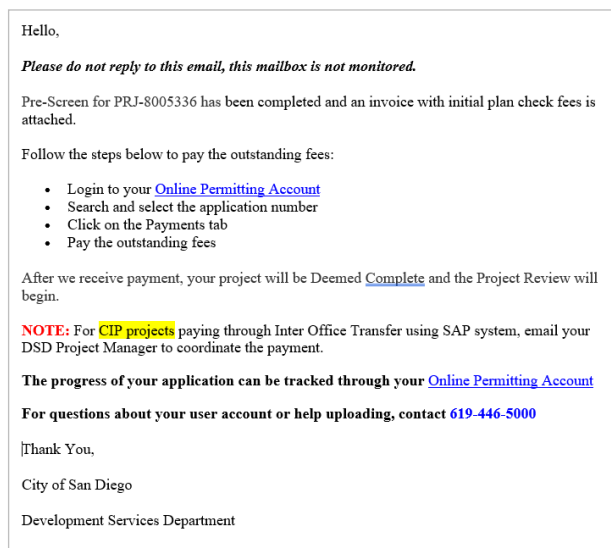 Hello,
Please do not reply to this email, this mailbox is not monitored.
Pre-Screen for PRJ-8005336 has been completed and an invoice with initial plan check fees is
attached.
Follow the steps below to pay the outstanding fees:
• Login to your Online Permitting Account
• Search and select the application number
• Click on the Payments tab
• Pay the outstanding fees
After we receive payment, your project will be Deemed Complete and the Project Review will
begin.
NOTE: For CIP projects paying through Inter Office Transfer using SAP system, email your
DSD Project Manager to coordinate the payment.
The progress of your application can be tracked through your Online Permitting Account
For questions about your user account or help uploading, contact 619-446-5000
Thank You,
City of San Diego
Development Services Department